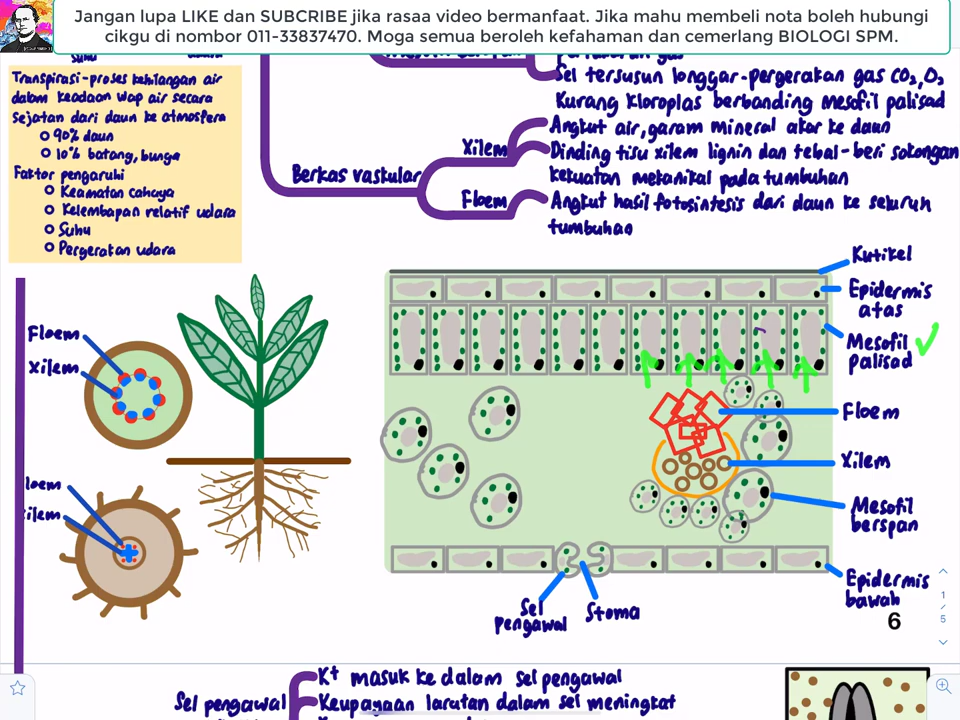 Jangan lupa LIKE dan SUBCRIBE jika rasaa video bermanfaat. Jika mahu membeli nota boleh hubungi
cikgu di nombor 011-33837470. Moga semua beroleh kefahaman dan cemerlang BIOLOGI SPM.
Transpirasi-proses kehilangan air
dalam keadaan wap air secara
Sejatan dari daun ke atmosfera
90% daun
10% batang, bunga
Faktor pengaruhi
Keamatan cahaya
Kelembapan relatif udara
Suhu
Pergerakan udara
Sel tersusun longgar-pergerakan gas CO₂, O₂
Kurang kloroplas berbanding mesofil palisad
Berkas vaskular
Xilem
Angkut air, garam mineral akar ke daun
Dinding tisu xilem lignin dan tebal-beri sokongan
kekuatan mekanikal pada tumbuhan
Floem
Angkut hasil fotosintesis dari daun ke seluruh
tumbuhan
Floem
Xilem
loem
ilem
Kutikel
Epidermis
atas
Mesofil
palisad
Floem
Xilem
Mesofil
berspan
Epidermis
bawah
Sel
pengawal
Stoma
6
1
/
5
Sel pengawal
K⁺ masuk ke dalam sel pengawal
Keupayaan larutan dalam sel meningkat